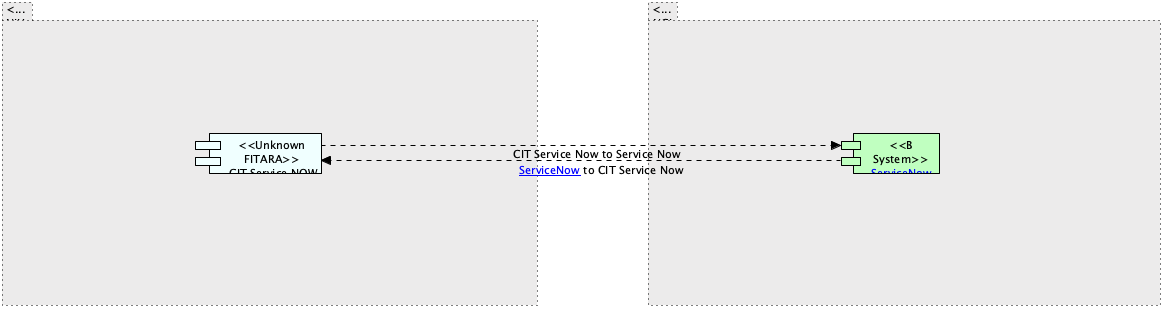 <...
<...
<<Unknown
FITARA>>
CIT Service NOW
CIT Service Now to Service Now
ServiceNow to CIT Service Now
<<B
System>>
ServiceNow